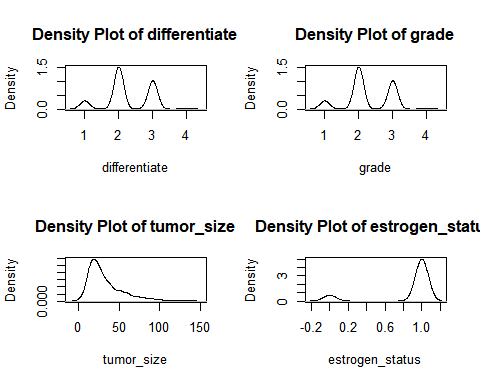 Density Plot of differentiate
Density
0.0 1.5
1 2 3 4
differentiate
Density Plot of grade
Density
0.0 1.5
1 2 3 4
grade
Density Plot of tumor_size
Density
0.000
0 50 100 150
tumor_size
Density Plot of estrogen_statu
Density
0 3
-0.2 0.2 0.6 1.0
estrogen_status